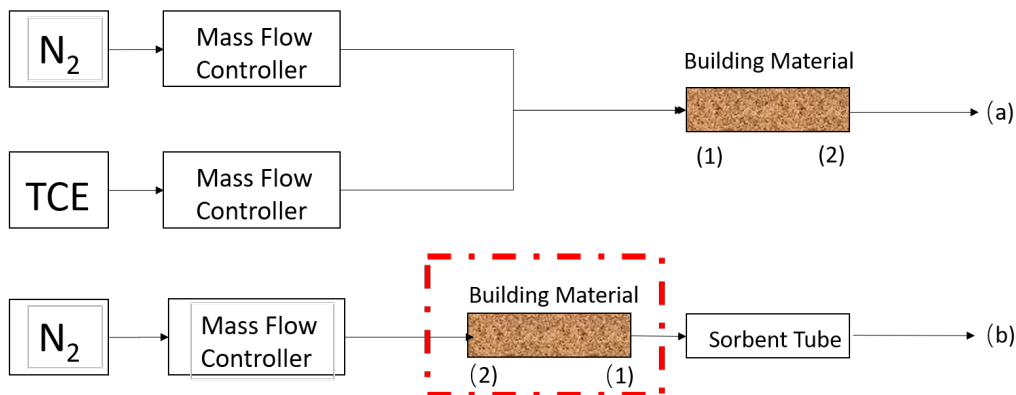 N2
Mass Flow
Controller
Building Material
(a)
(1)
(2)
TCE
Mass Flow
Controller
Building Material
N2
Mass Flow
Controller
Sorbent Tube
(b)
(2)
(1)